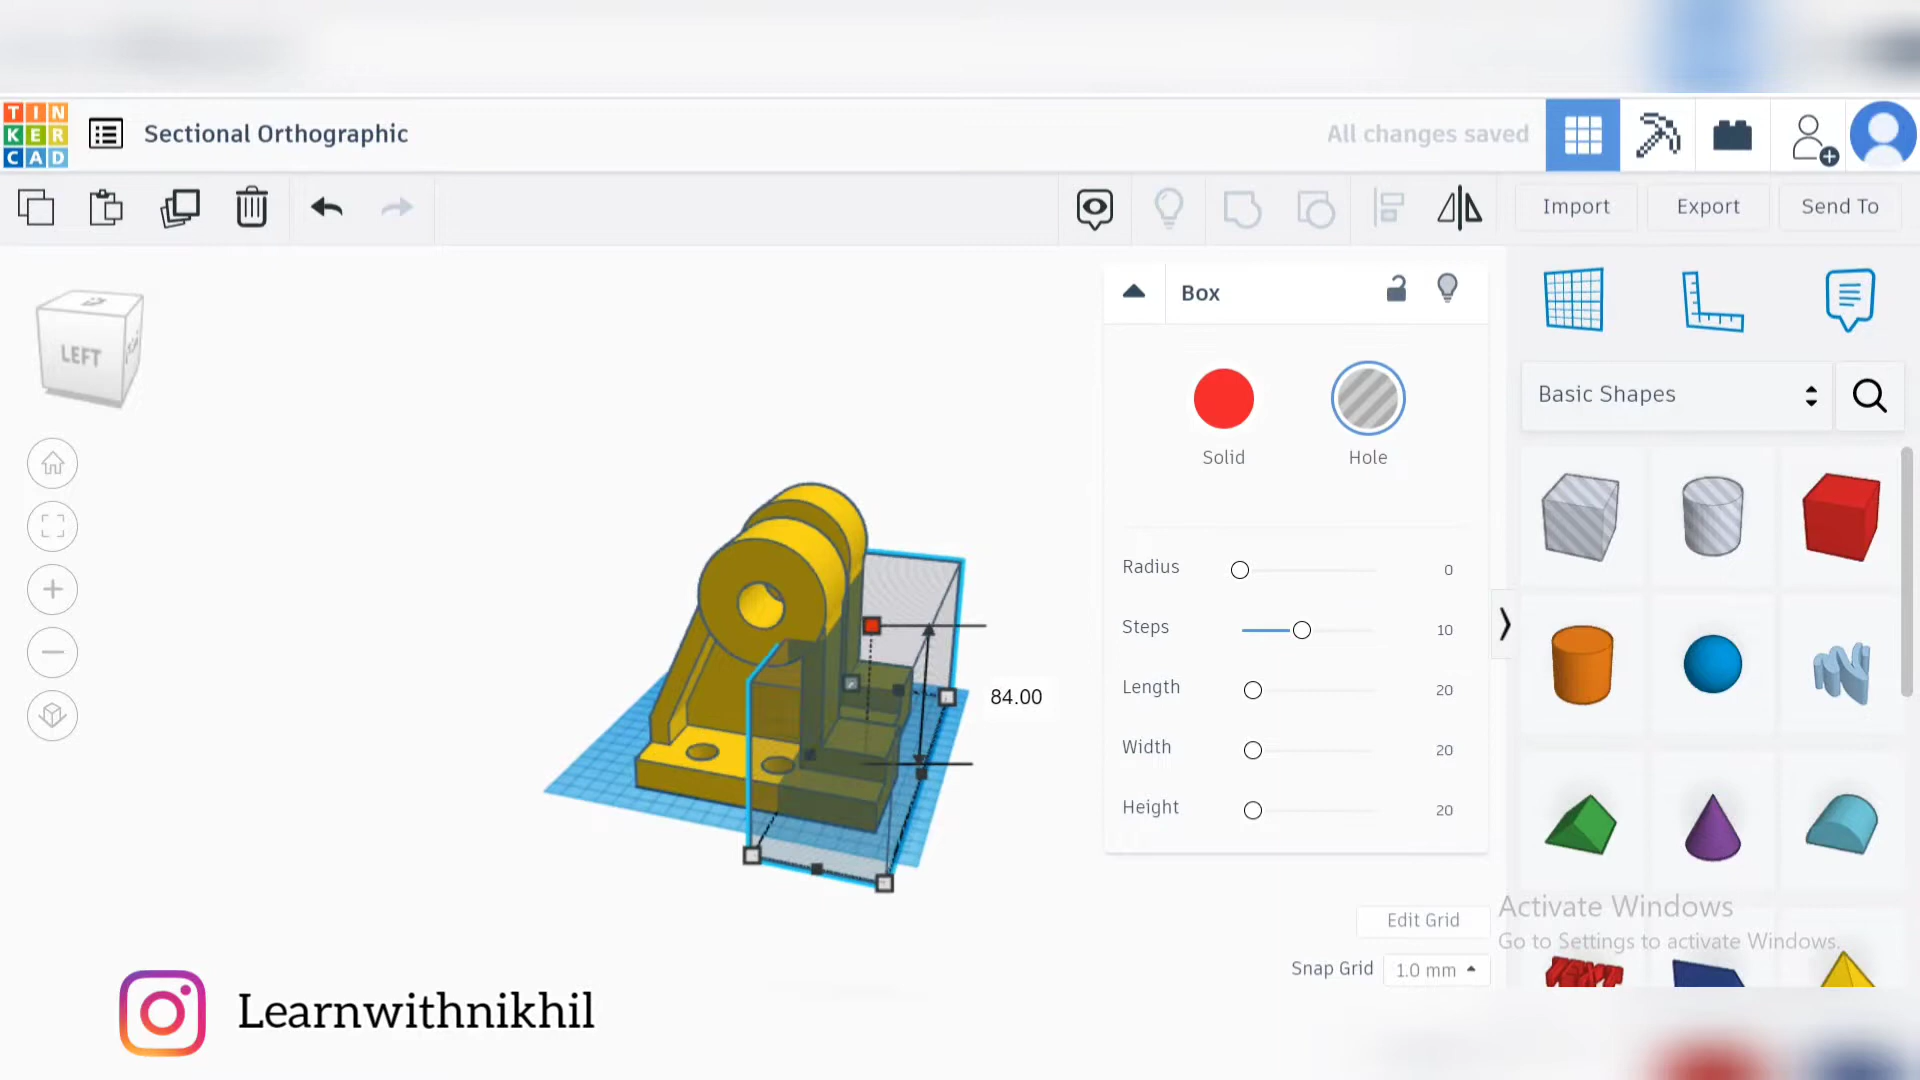 TIN
KER
CAD
Sectional Orthographic
All changes saved
Import
Export
Send To
LEFT
Box
Solid
Hole
Radius
0
Steps
10
Length
20
Width
20
Height
20
84.00
Basic Shapes
TEXT
Edit Grid
Snap Grid
1.0 mm
Activate Windows
Go to Settings to activate Windows.
Learnwithnikhil